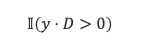 𝕀(y · D > 0)